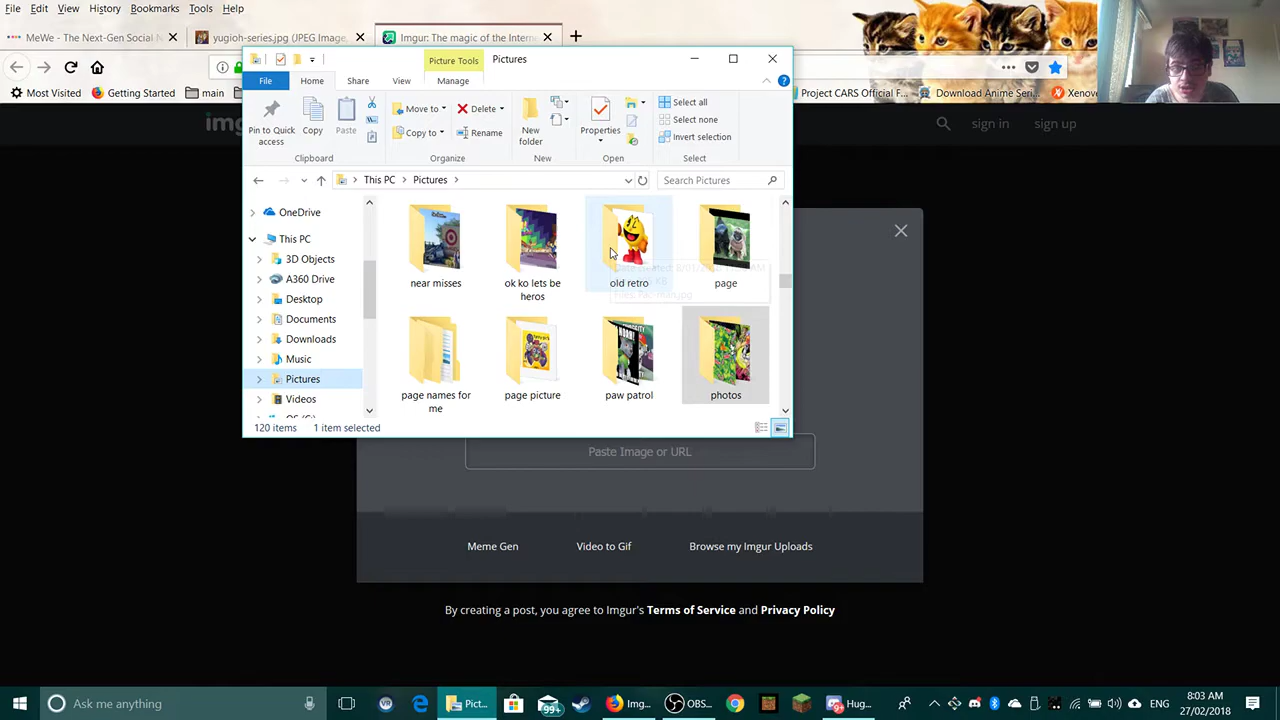 File Edit View History Bookmarks Tools Help
MeWe - The Next-Gen Social N
yugioh-series.jpg (JPEG Image,
Imgur: The magic of the Intern
Picture Tools
Pictures
File Home Share View Manage
Most Visited Getting Started main
Project CARS Official F...
Download Anime Seri...
Xenove
Pin to Quick access
Copy
Paste
Move to
Copy to
Delete
Rename
New folder
Properties
Select all
Select none
Invert selection
Clipboard Organize New Open Select
imgur
sign in sign up
This PC Pictures
Search Pictures
OneDrive
This PC
3D Objects
A360 Drive
Desktop
Documents
Downloads
Music
Pictures
Videos
near misses
ok ko lets be heros
old retro
page
page names for me
page picture
paw patrol
photos
120 items 1 item selected
Paste Image or URL
Meme Gen Video to Gif Browse my Imgur Uploads
By creating a post, you agree to Imgur's Terms of Service and Privacy Policy
Ask me anything
Pict...
99+
Img...
OBS...
Hug...
ENG
8:03 AM
27/02/2018